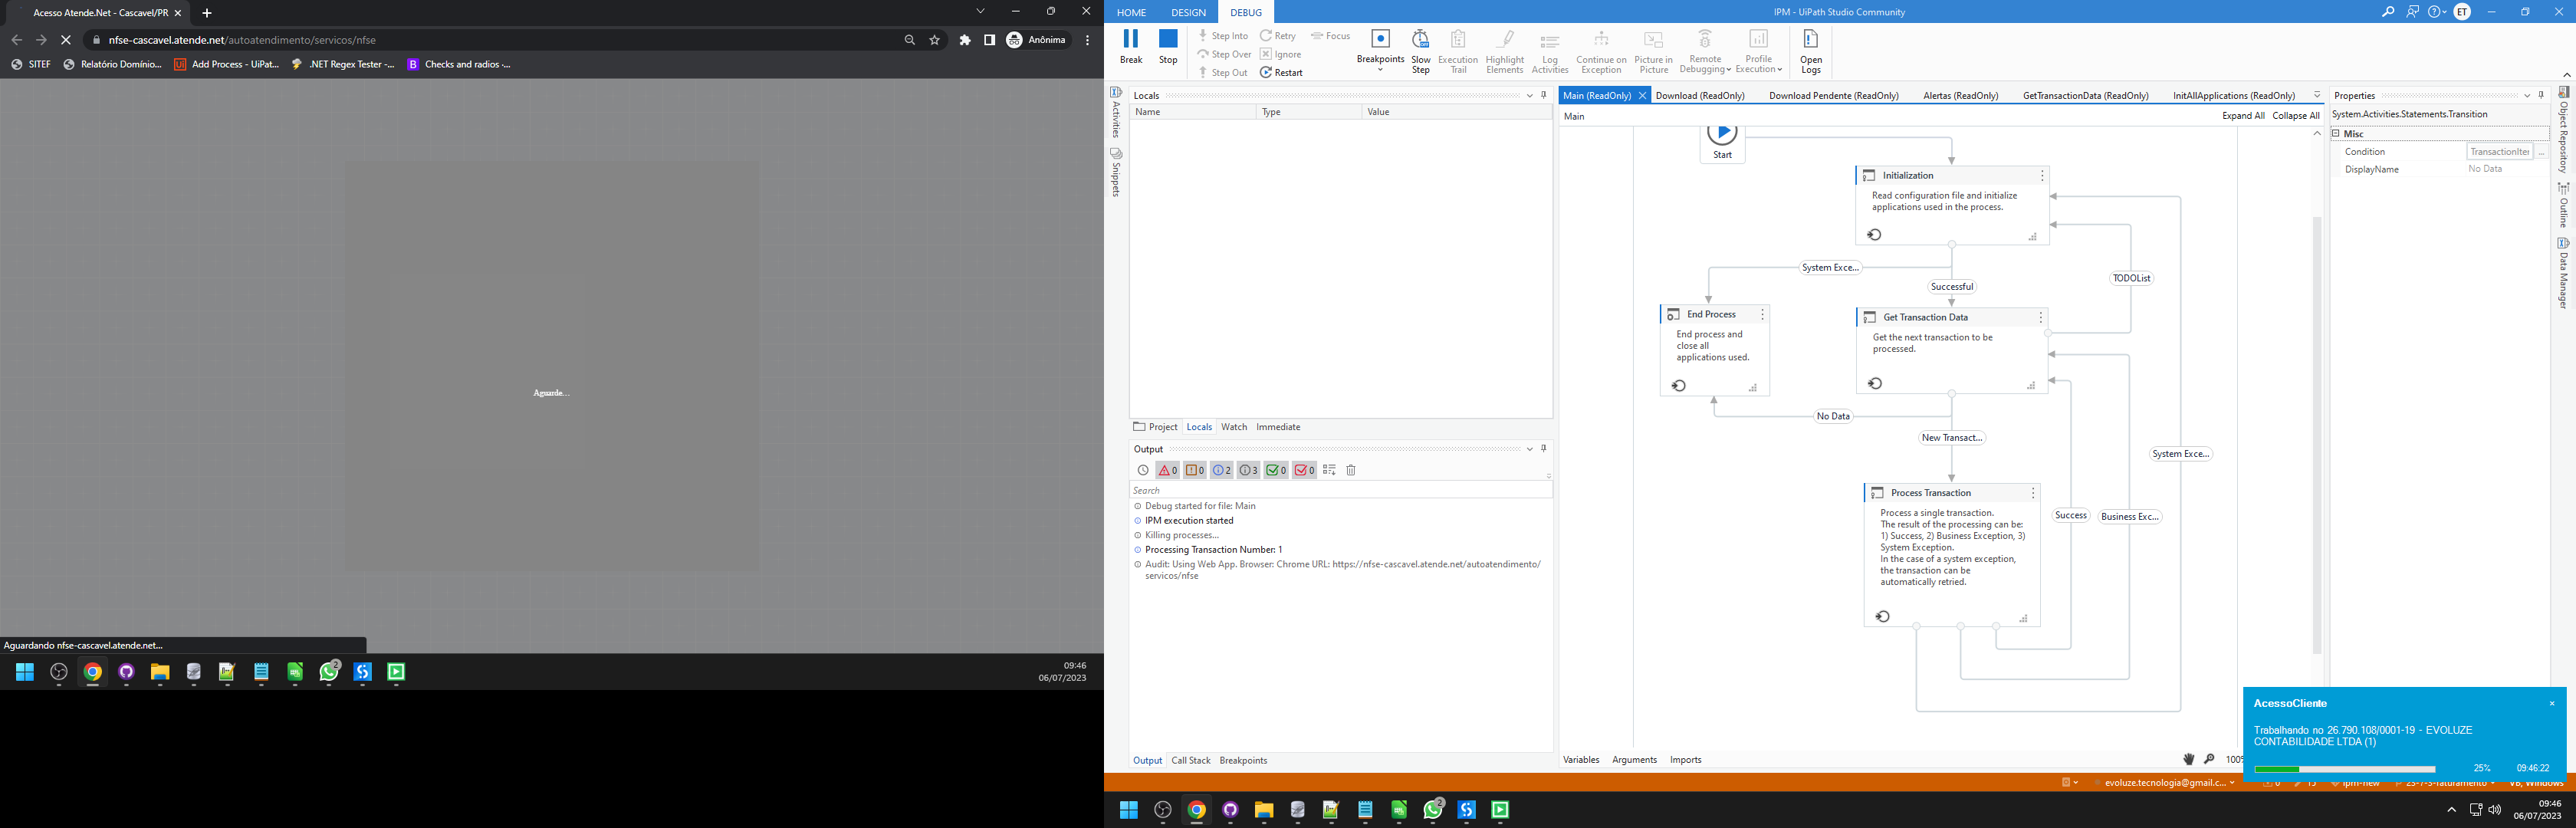 Acesso Atende.Net - Cascavel/PR
nfse-cascavel.atende.net/autoatendimento/servicos/nfse
Anônima
SITEF
Relatório Domínio...
Add Process - UiPat...
.NET Regex Tester -...
Checks and radios ·...
Aguarde...
Aguardando nfse-cascavel.atende.net...
2
09:46
06/07/2023
HOME
DESIGN
DEBUG
IPM - UiPath Studio Community
ET
Break
Stop
Step Into
Step Over
Step Out
Retry
Ignore
Restart
Focus
Breakpoints
Slow
Step
Execution
Trail
Highlight
Elements
Log
Activities
Continue on
Exception
Picture in
Picture
Remote
Debugging
Profile
Execution
Open
Logs
Activities
Snippets
Locals
Name
Type
Value
Project
Locals
Watch
Immediate
Output
0
0
2
3
0
0
Search
Debug started for file: Main
IPM execution started
Killing processes...
Processing Transaction Number: 1
Audit: Using Web App. Browser: Chrome URL: https://nfse-cascavel.atende.net/autoatendimento/
servicos/nfse
Output
Call Stack
Breakpoints
Main (ReadOnly)
Download (ReadOnly)
Download Pendente (ReadOnly)
Alertas (ReadOnly)
GetTransactionData (ReadOnly)
InitAllApplications (ReadOnly)
Main
Expand All
Collapse All
Start
Initialization
Read configuration file and initialize
applications used in the process.
System Exce...
Successful
TODOList
End Process
End process and
close all
applications used.
Get Transaction Data
Get the next transaction to be
processed.
No Data
New Transact...
System Exce...
Process Transaction
Process a single transaction.
The result of the processing can be:
1) Success, 2) Business Exception, 3)
System Exception.
In the case of a system exception,
the transaction can be
automatically retried.
Success
Business Exc...
Variables
Arguments
Imports
100%
Properties
System.Activities.Statements.Transition
Misc
Condition
TransactionIter
...
DisplayName
No Data
Object Repository
Outline
Data Manager
AcessoCliente
Trabalhando no 26.790.108/0001-19 - EVOLUZE
CONTABILIDADE LTDA (1)
25%
09:46:22
evoluze.tecnologia@gmail.c...
2
09:46
06/07/2023